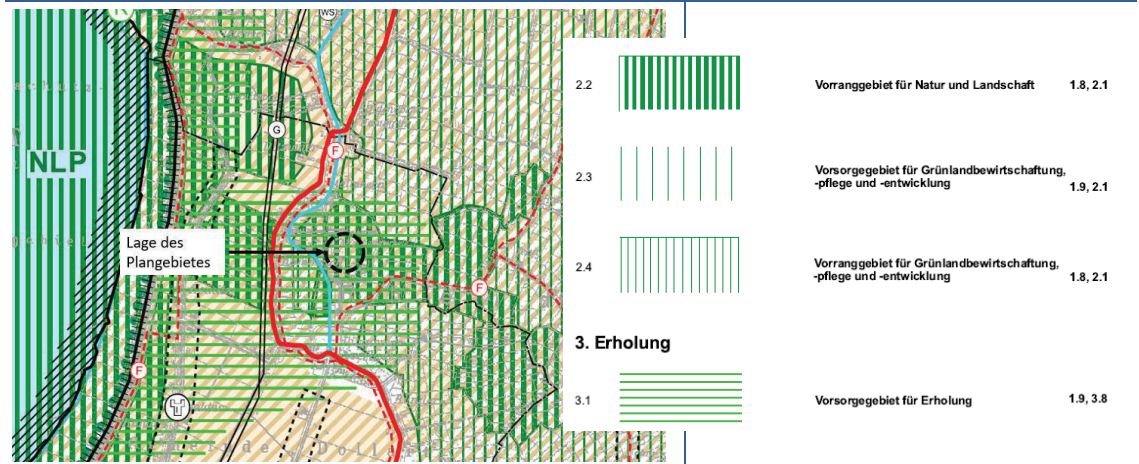 K
WS
NLP
G
F
Lage des
Plangebietes
F
F
2.2
Vorranggebiet für Natur und Landschaft
1.8, 2.1
2.3
Vorsorgegebiet für Grünlandbewirtschaftung,
-pflege und -entwicklung
1.9, 2.1
2.4
Vorranggebiet für Grünlandbewirtschaftung,
-pflege und -entwicklung
1.8, 2.1
3. Erholung
3.1
Vorsorgegebiet für Erholung
1.9, 3.8